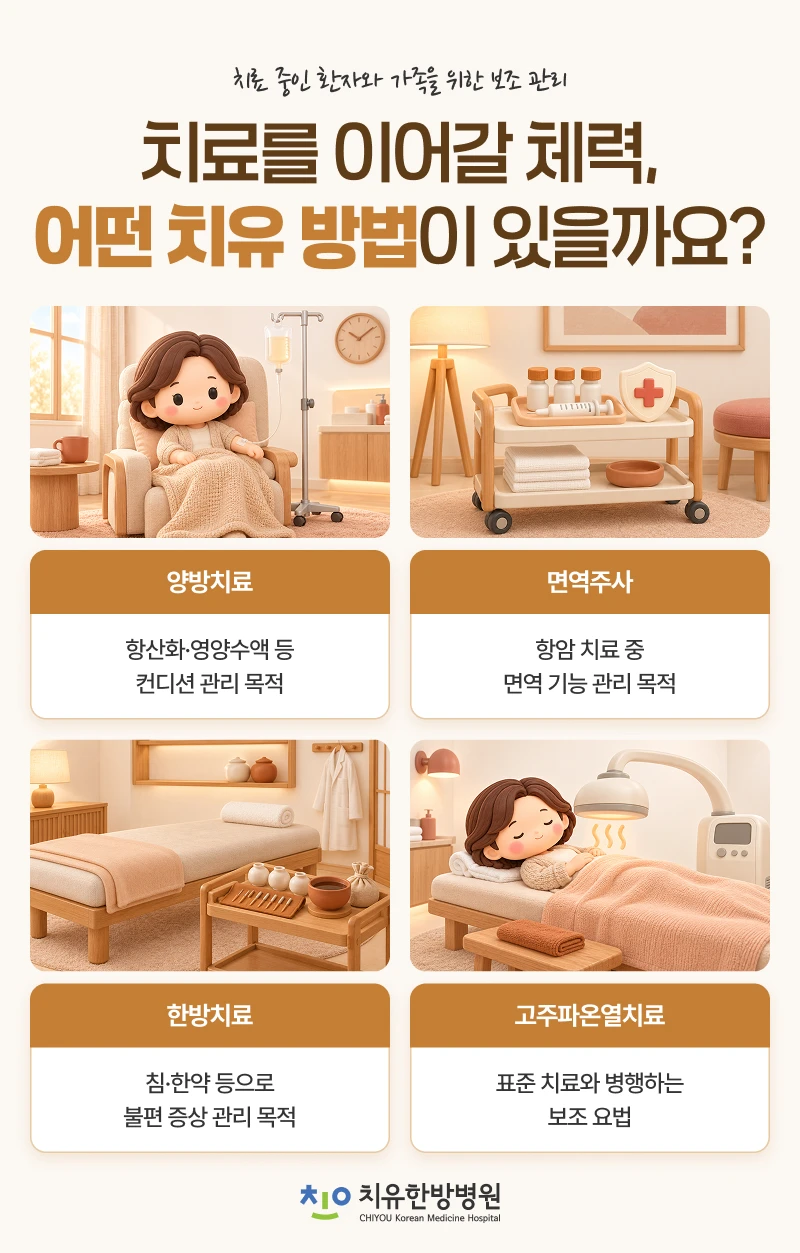 치료 중인 환자와 가족을 위한 보조 관리
치료를 이어갈 체력,
어떤 치유 방법이 있을까요?
양방치료
항산화·영양수액 등
컨디션 관리 목적
면역주사
항암 치료 중
면역 기능 관리 목적
한방치료
침·한약 등으로
불편 증상 관리 목적
고주파온열치료
표준 치료와 병행하는
보조 요법
치유한방병원
CHIYOU Korean Medicine Hospital